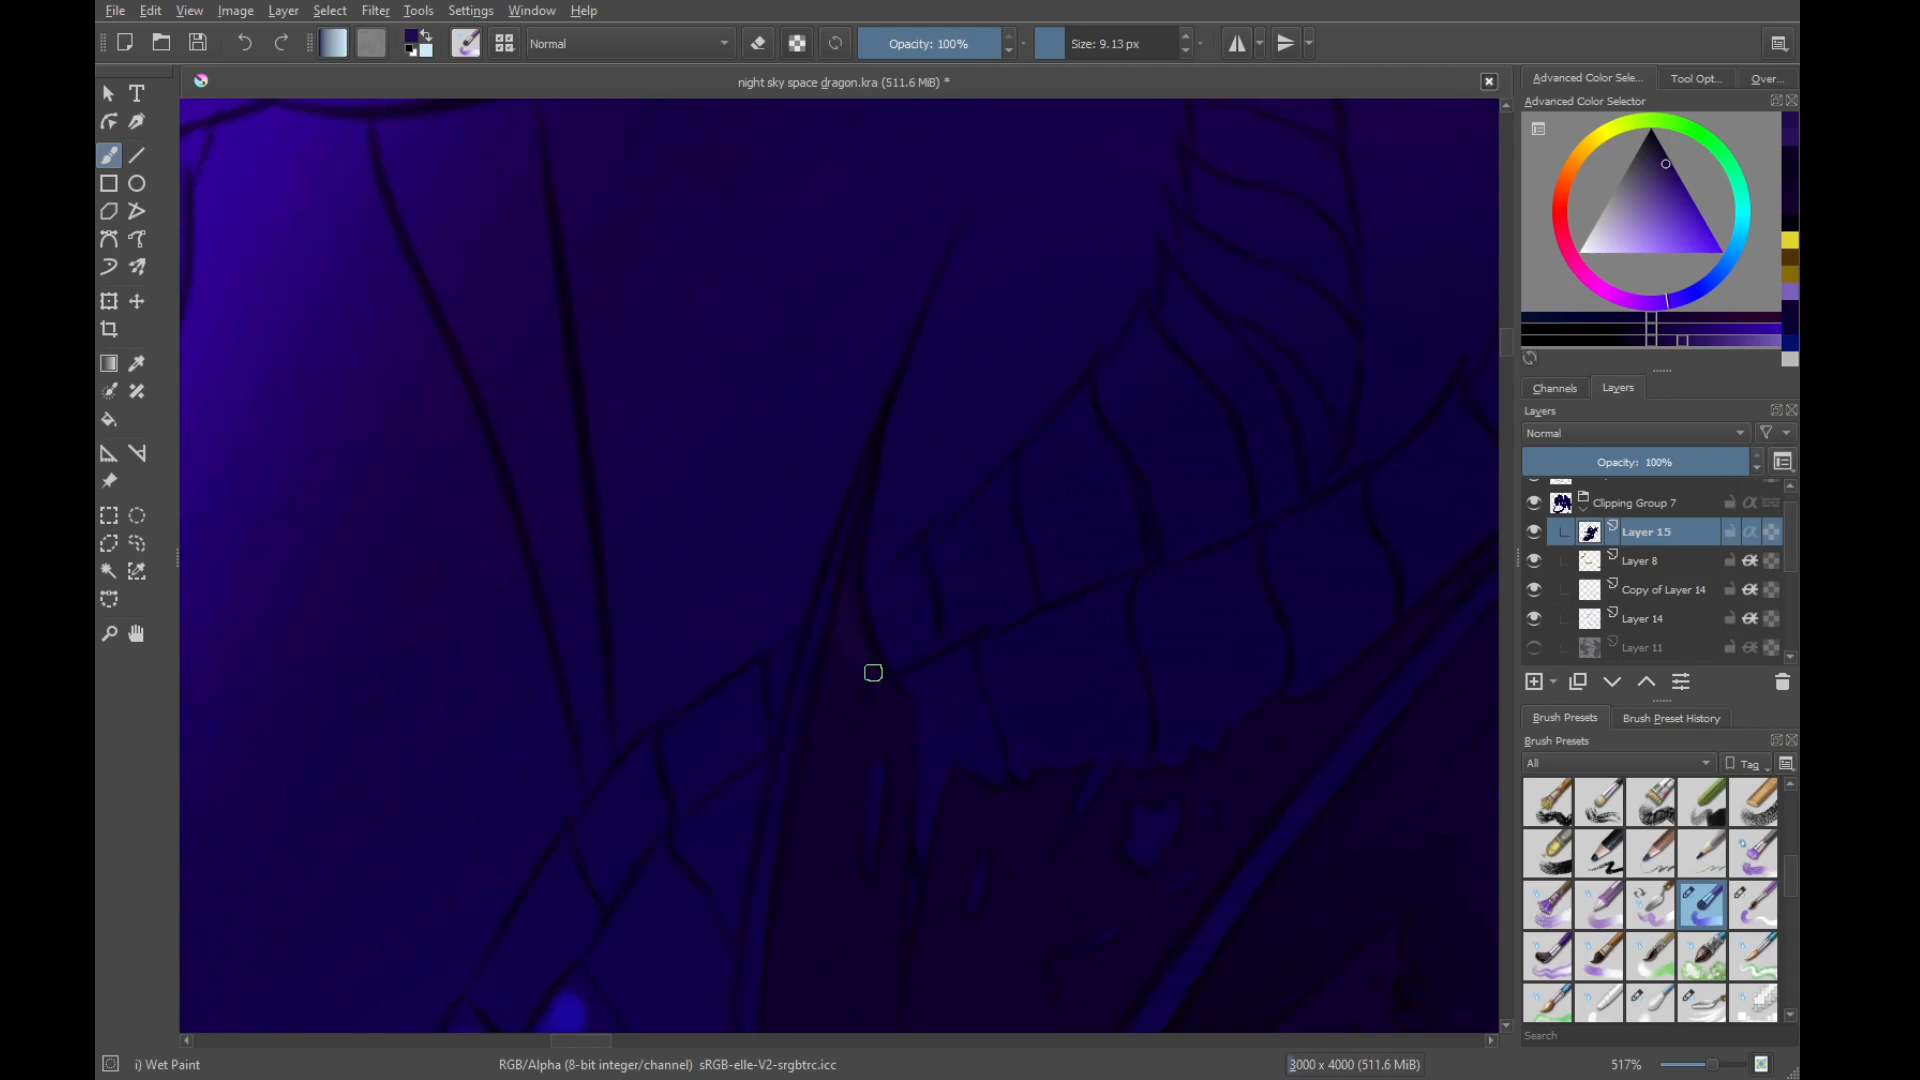 File Edit View Image Layer Select Filter Tools Settings Window Help
Normal Opacity: 100% Size: 9.13 px
night sky space dragon.kra (511.6 MiB) *
Advanced Color Sele... Tool Opt... Over...
Advanced Color Selector
Channels Layers
Layers
Normal
Opacity: 100%
Clipping Group 7
Layer 15
Layer 8
Copy of Layer 14
Layer 14
Layer 11
Brush Presets Brush Preset History
Brush Presets
All Tag
Search
i) Wet Paint RGB/Alpha (8-bit integer/channel) sRGB-elle-V2-srgbtrc.icc 3000 x 4000 (511.6 MiB) 517%